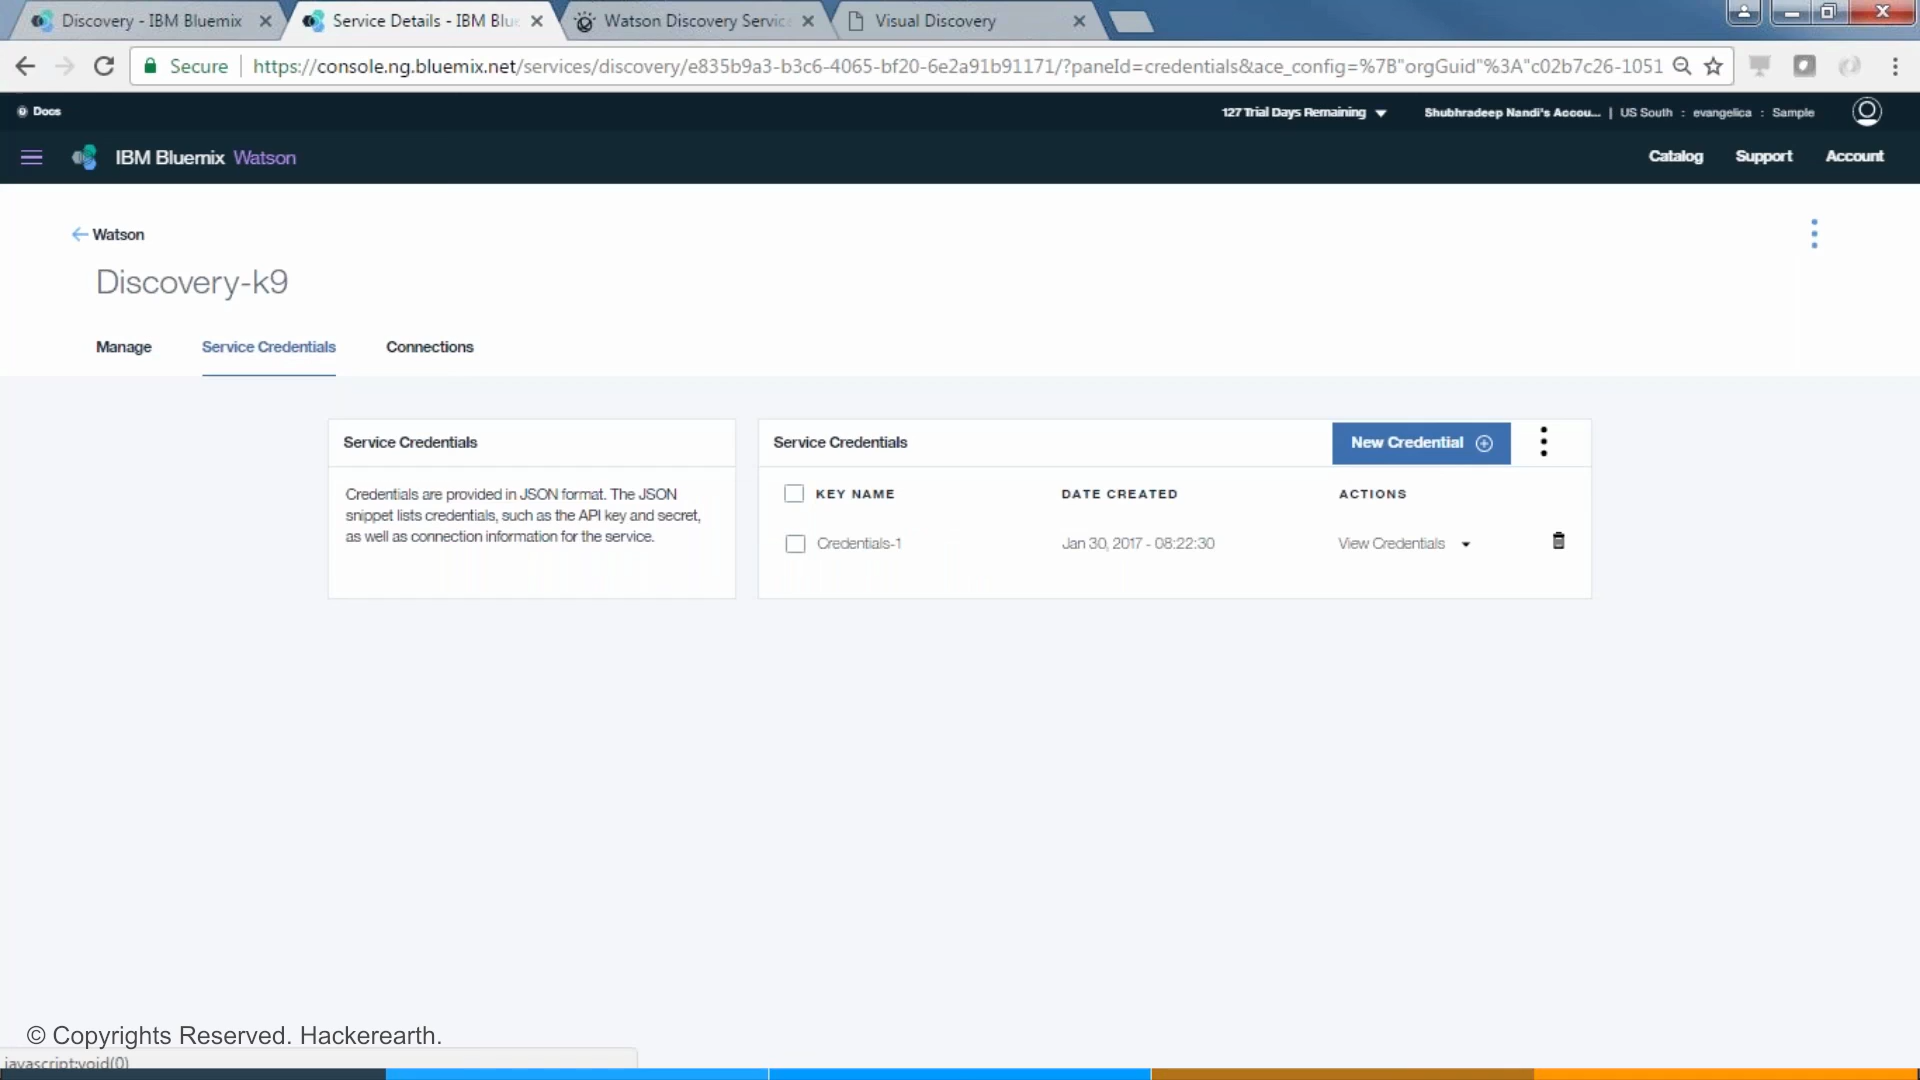 Discovery - IBM Bluemix
Service Details - IBM Blue
Watson Discovery Service
Visual Discovery
Secure
https://console.ng.bluemix.net/services/discovery/e835b9a3-b3c6-4065-bf20-6e2a91b91171/?paneId=credentials&ace_config=%7B"orgGuid"%3A"c02b7c26-1051
Docs
127 Trial Days Remaining
Shubhradeep Nandi's Accou... | US South : evangelica : Sample
IBM Bluemix Watson
Catalog
Support
Account
Watson
Discovery-k9
Manage
Service Credentials
Connections
Service Credentials
Credentials are provided in JSON format. The JSON
snippet lists credentials, such as the API key and secret,
as well as connection information for the service.
Service Credentials
New Credential
KEY NAME
DATE CREATED
ACTIONS
Credentials-1
Jan 30, 2017 - 08:22:30
View Credentials
© Copyrights Reserved. Hackerearth.
javascript:void(0)